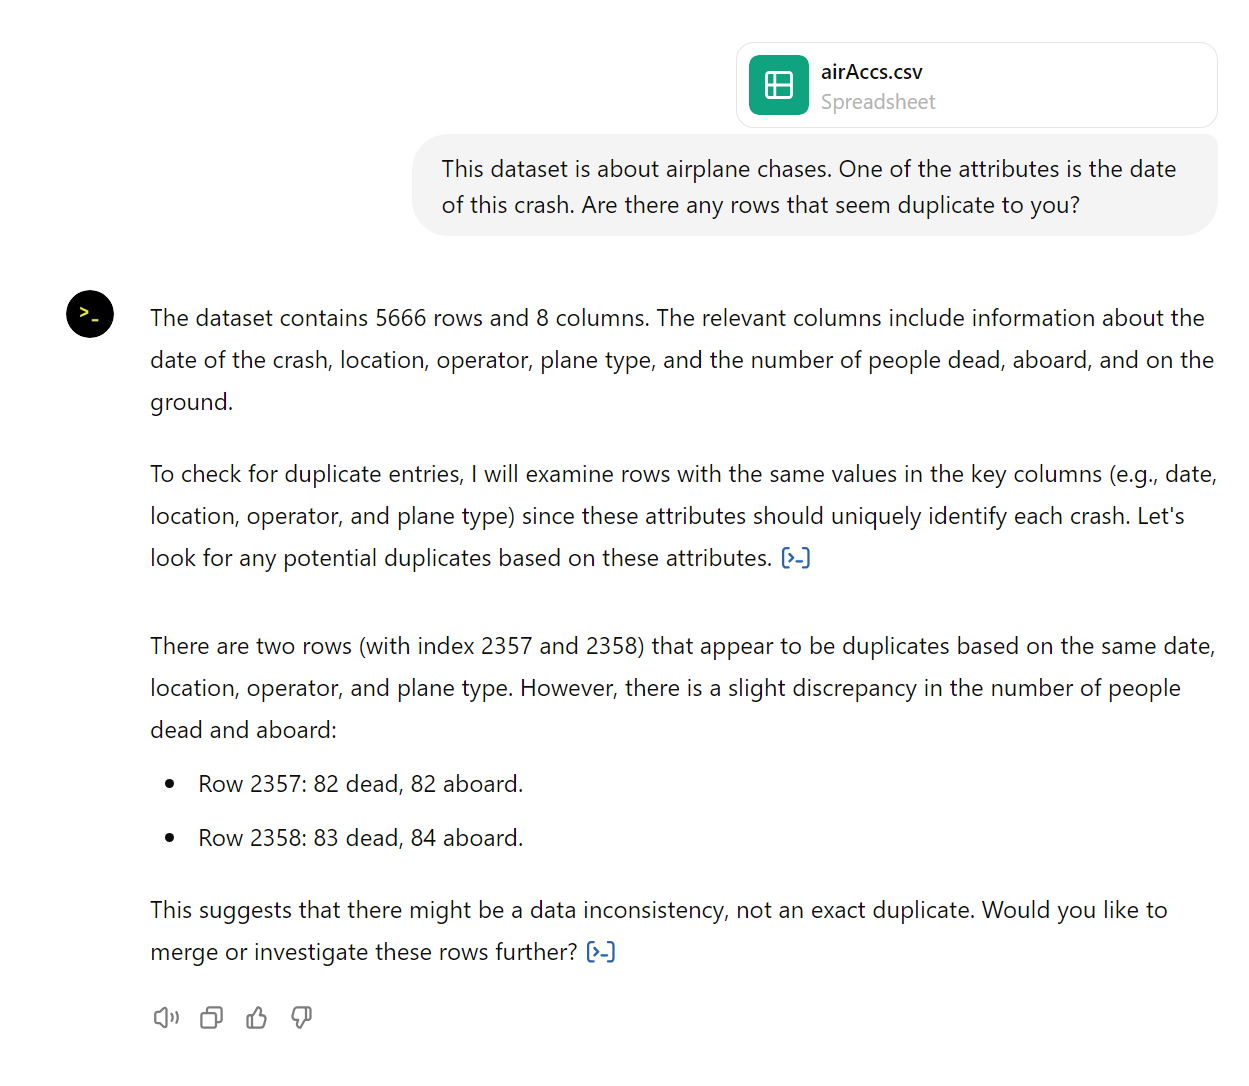 airAccs.csv
Spreadsheet
This dataset is about airplane chases. One of the attributes is the date
of this crash. Are there any rows that seem duplicate to you?
>_
The dataset contains 5666 rows and 8 columns. The relevant columns include information about the
date of the crash, location, operator, plane type, and the number of people dead, aboard, and on the
ground.
To check for duplicate entries, I will examine rows with the same values in the key columns (e.g., date,
location, operator, and plane type) since these attributes should uniquely identify each crash. Let's
look for any potential duplicates based on these attributes. [>-]
There are two rows (with index 2357 and 2358) that appear to be duplicates based on the same date,
location, operator, and plane type. However, there is a slight discrepancy in the number of people
dead and aboard:
• Row 2357: 82 dead, 82 aboard.
• Row 2358: 83 dead, 84 aboard.
This suggests that there might be a data inconsistency, not an exact duplicate. Would you like to
merge or investigate these rows further? [>-]